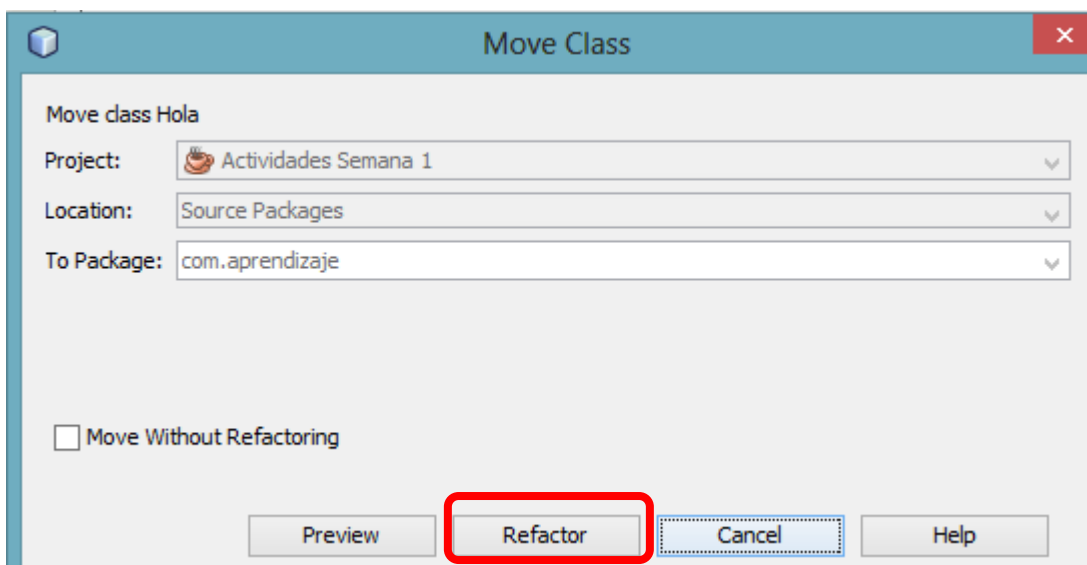 Move Class
Move class Hola
Project: Actividades Semana 1
Location: Source Packages
To Package: com.aprendizaje
Move Without Refactoring
Preview Refactor Cancel Help